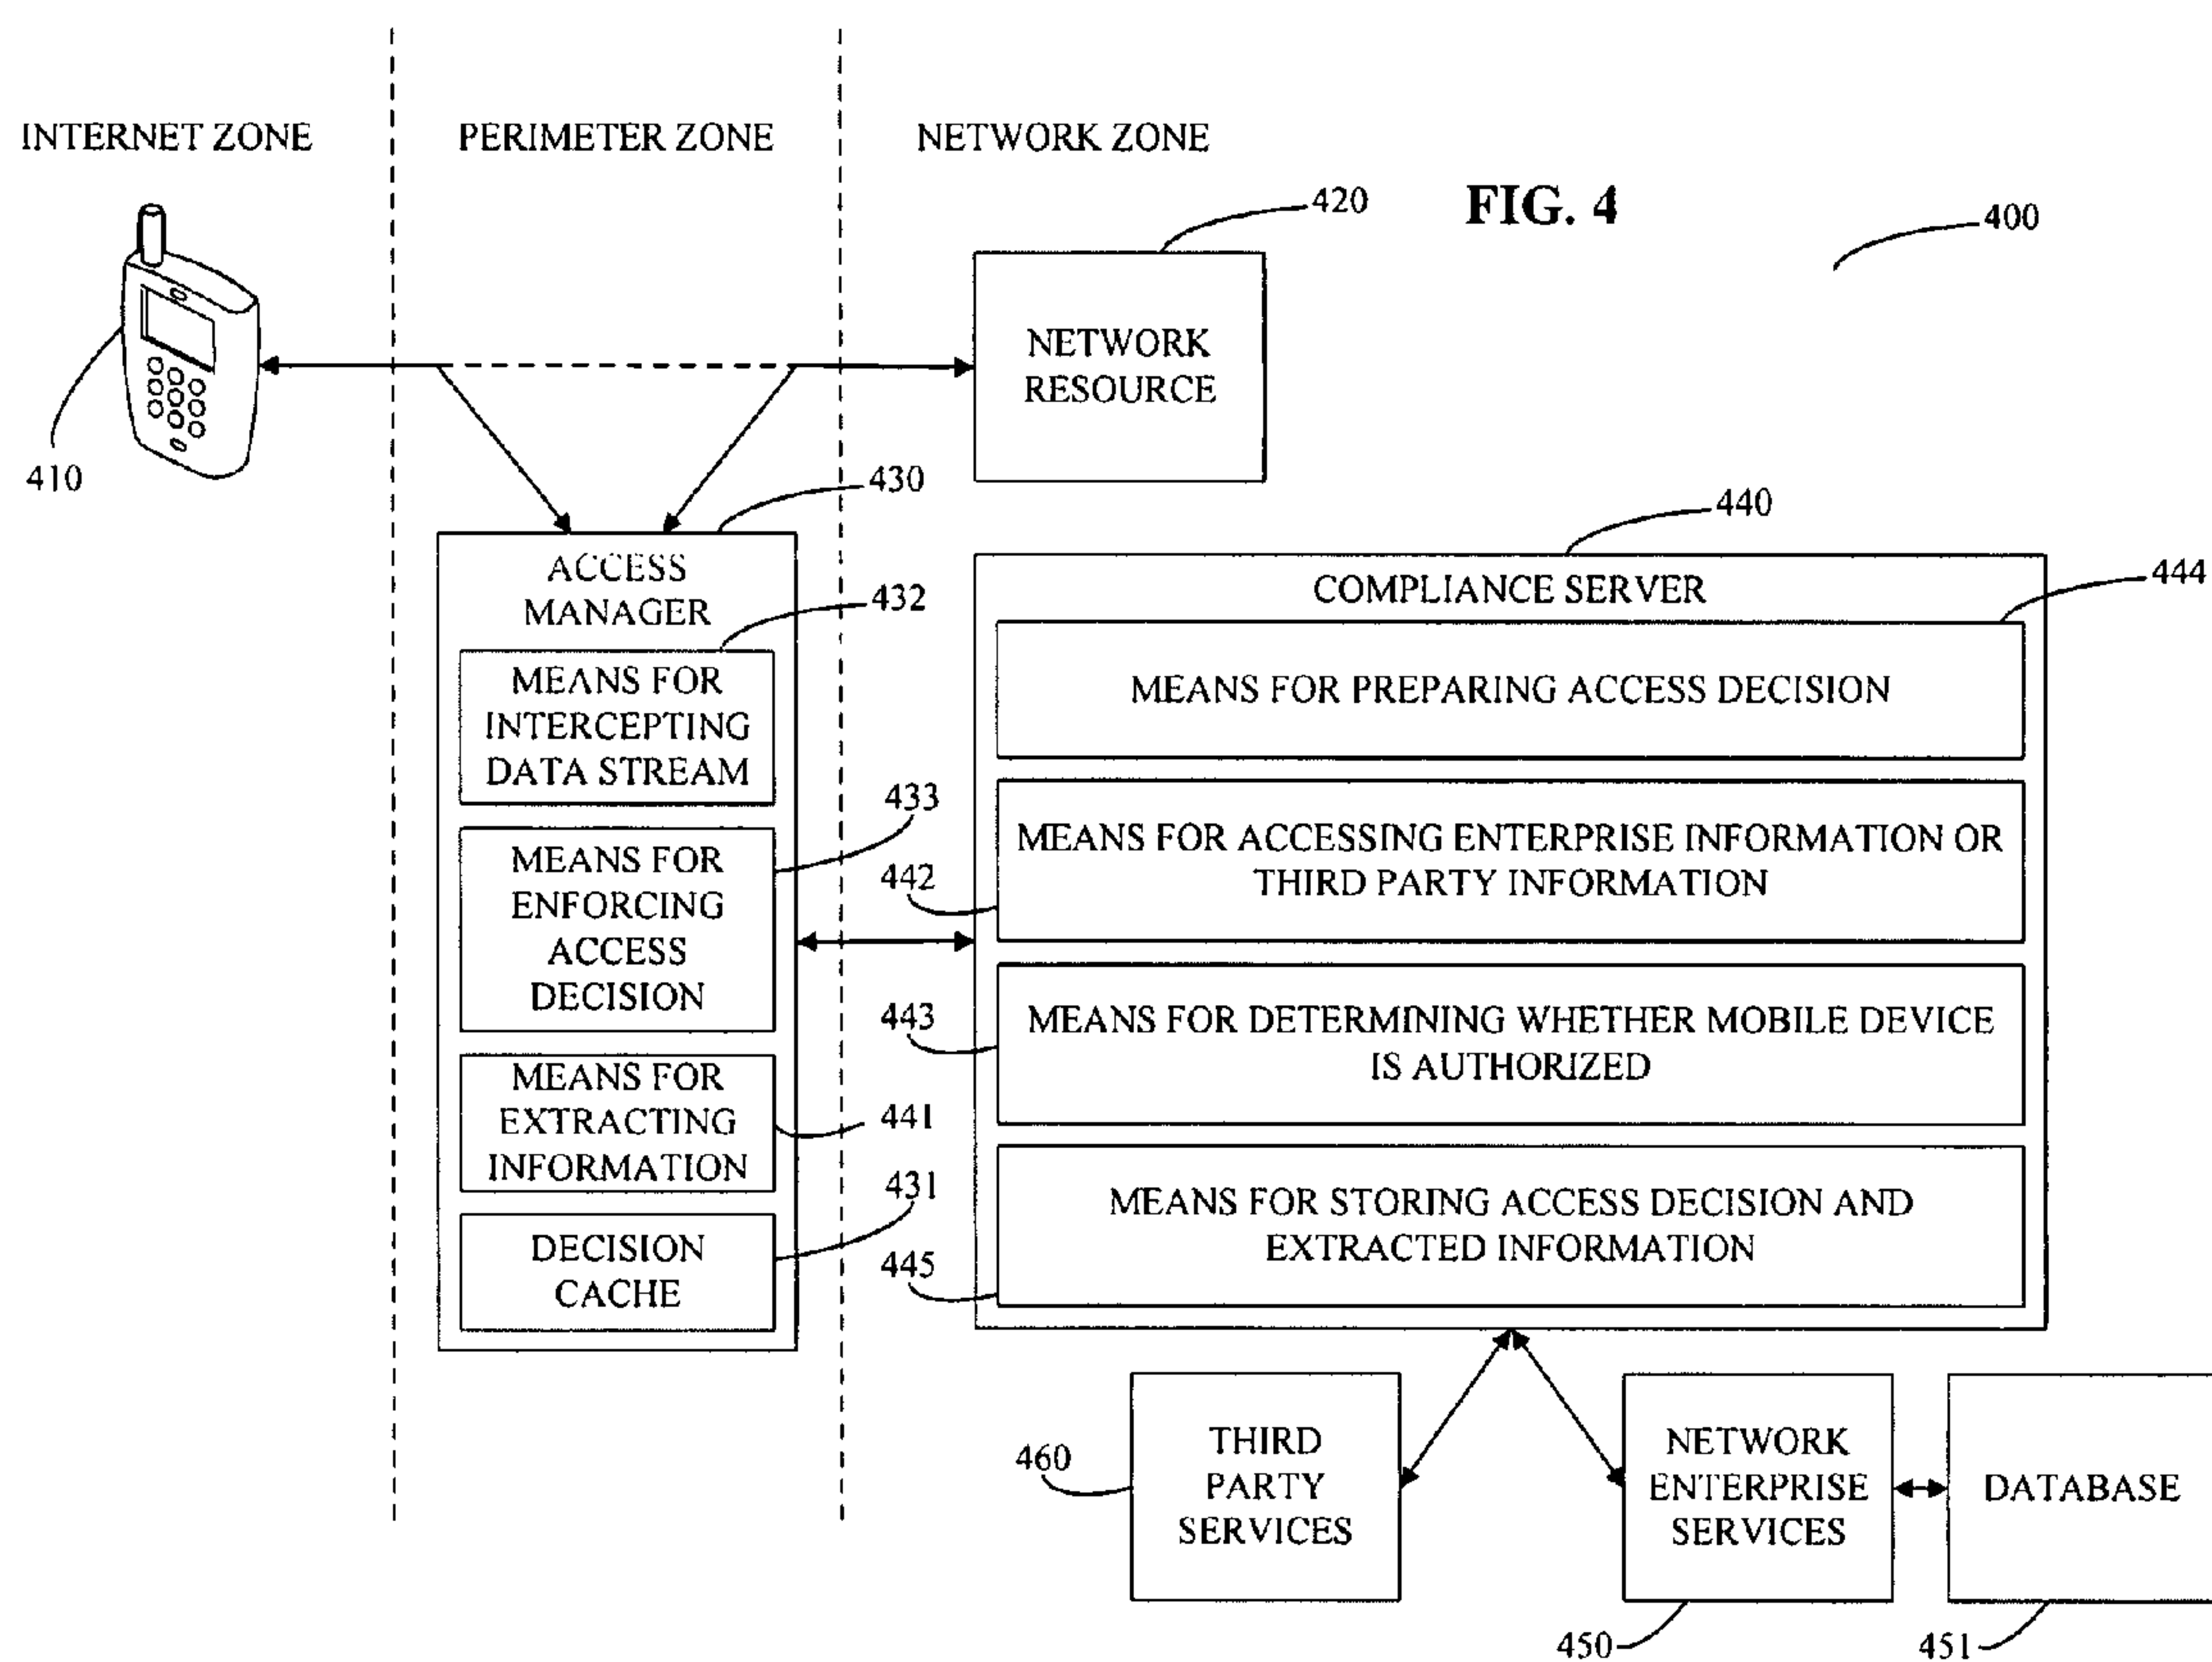 INTERNET ZONE
PERIMETER ZONE
NETWORK ZONE
FIG. 4
400
410
420
NETWORK
RESOURCE
430
ACCESS
MANAGER
432
MEANS FOR
INTERCEPTING
DATA STREAM
433
MEANS FOR
ENFORCING
ACCESS
DECISION
441
MEANS FOR
EXTRACTING
INFORMATION
431
DECISION
CACHE
440
COMPLIANCE SERVER
444
MEANS FOR PREPARING ACCESS DECISION
442
MEANS FOR ACCESSING ENTERPRISE INFORMATION OR
THIRD PARTY INFORMATION
443
MEANS FOR DETERMINING WHETHER MOBILE DEVICE
IS AUTHORIZED
445
MEANS FOR STORING ACCESS DECISION AND
EXTRACTED INFORMATION
460
THIRD
PARTY
SERVICES
NETWORK
ENTERPRISE
SERVICES
450
DATABASE
451